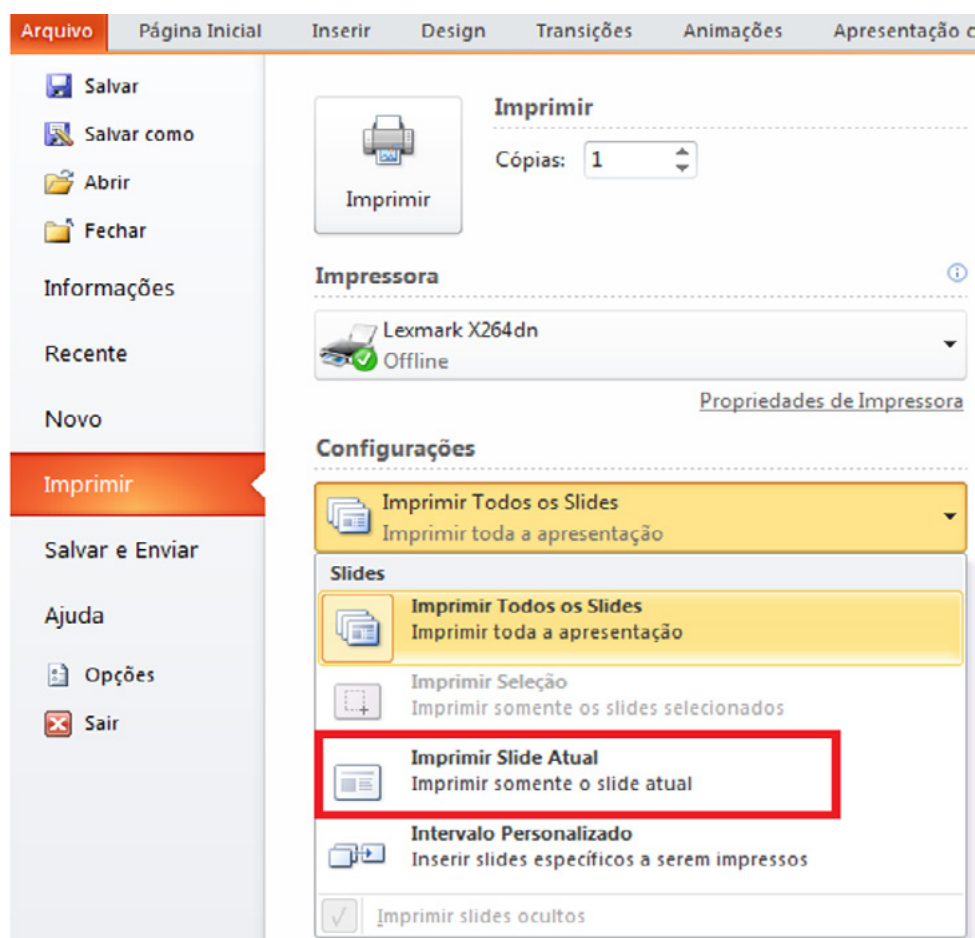 Arquivo Página Inicial Inserir Design Transições Animações Apresentação
Salvar
Salvar como
Abrir
Fechar
Informações
Recente
Novo
Imprimir
Salvar e Enviar
Ajuda
Opções
Sair
Imprimir
Imprimir
Cópias: 1
Impressora
Lexmark X264dn
Offline
Propriedades de Impressora
Configurações
Imprimir Todos os Slides
Imprimir toda a apresentação
Slides
Imprimir Todos os Slides
Imprimir toda a apresentação
Imprimir Seleção
Imprimir somente os slides selecionados
Imprimir Slide Atual
Imprimir somente o slide atual
Intervalo Personalizado
Inserir slides específicos a serem impressos
Imprimir slides ocultos